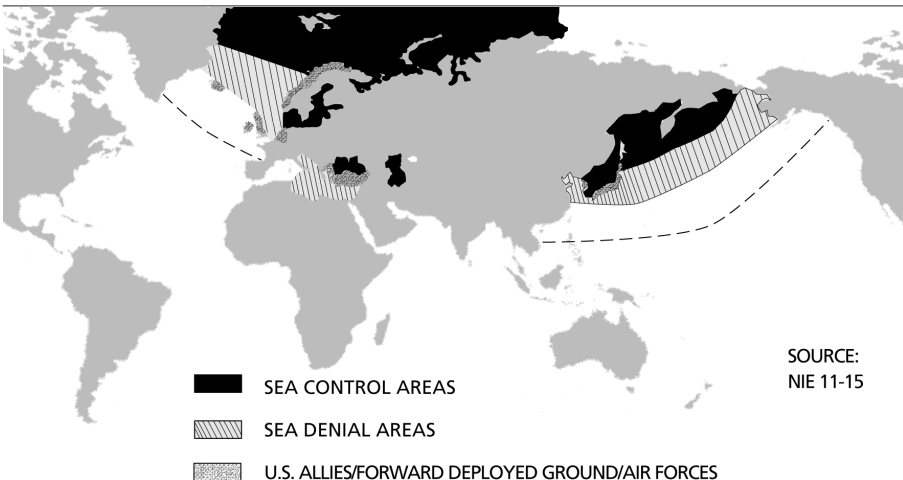 SOURCE:
NIE 11-15
SEA CONTROL AREAS
SEA DENIAL AREAS
U.S. ALLIES/FORWARD DEPLOYED GROUND/AIR FORCES